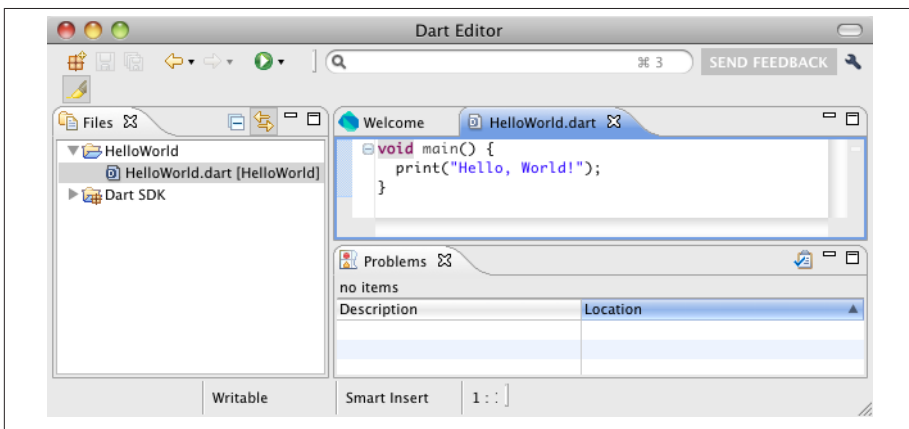 Dart Editor
⌘ 3
SEND FEEDBACK
Files
Welcome
HelloWorld.dart
HelloWorld
HelloWorld.dart [HelloWorld]
Dart SDK
void main() {
print("Hello, World!");
}
Problems
no items
Description Location
Writable Smart Insert 1 :